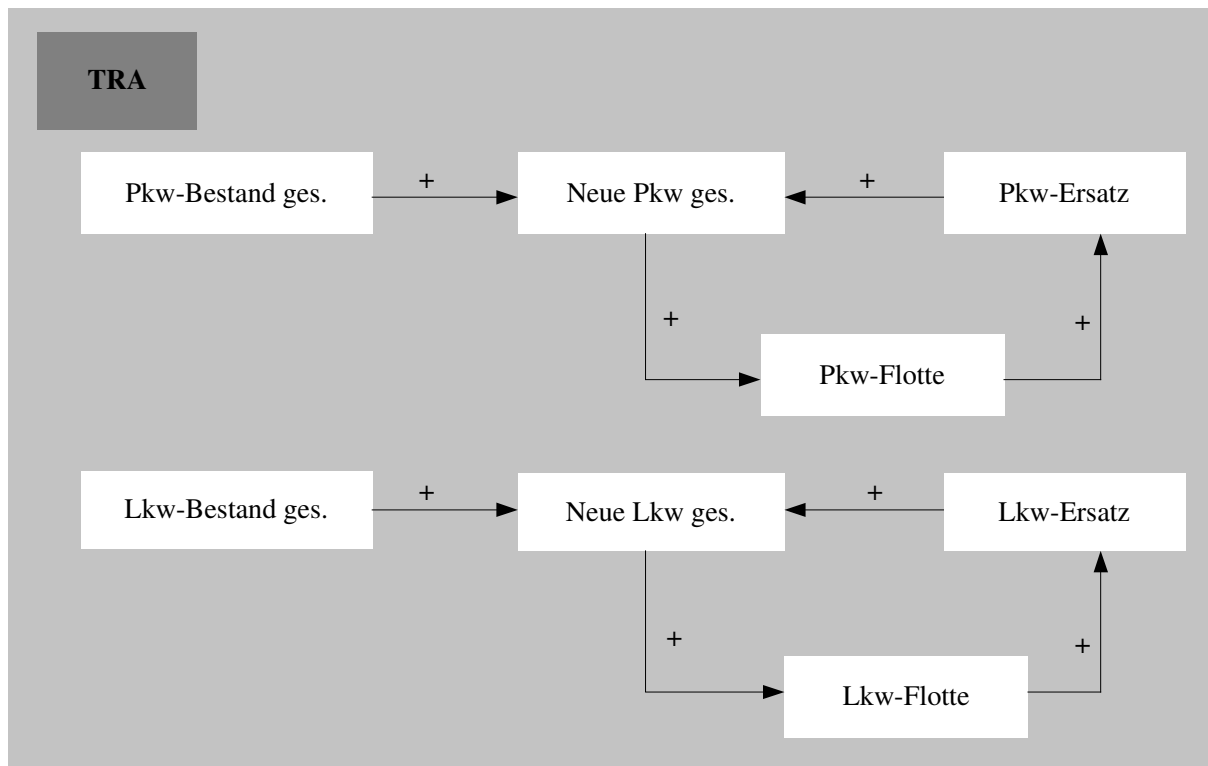 TRA
Pkw-Bestand ges.
+
Neue Pkw ges.
+
Pkw-Ersatz
+
Pkw-Flotte
+
Lkw-Bestand ges.
+
Neue Lkw ges.
+
Lkw-Ersatz
+
Lkw-Flotte
+